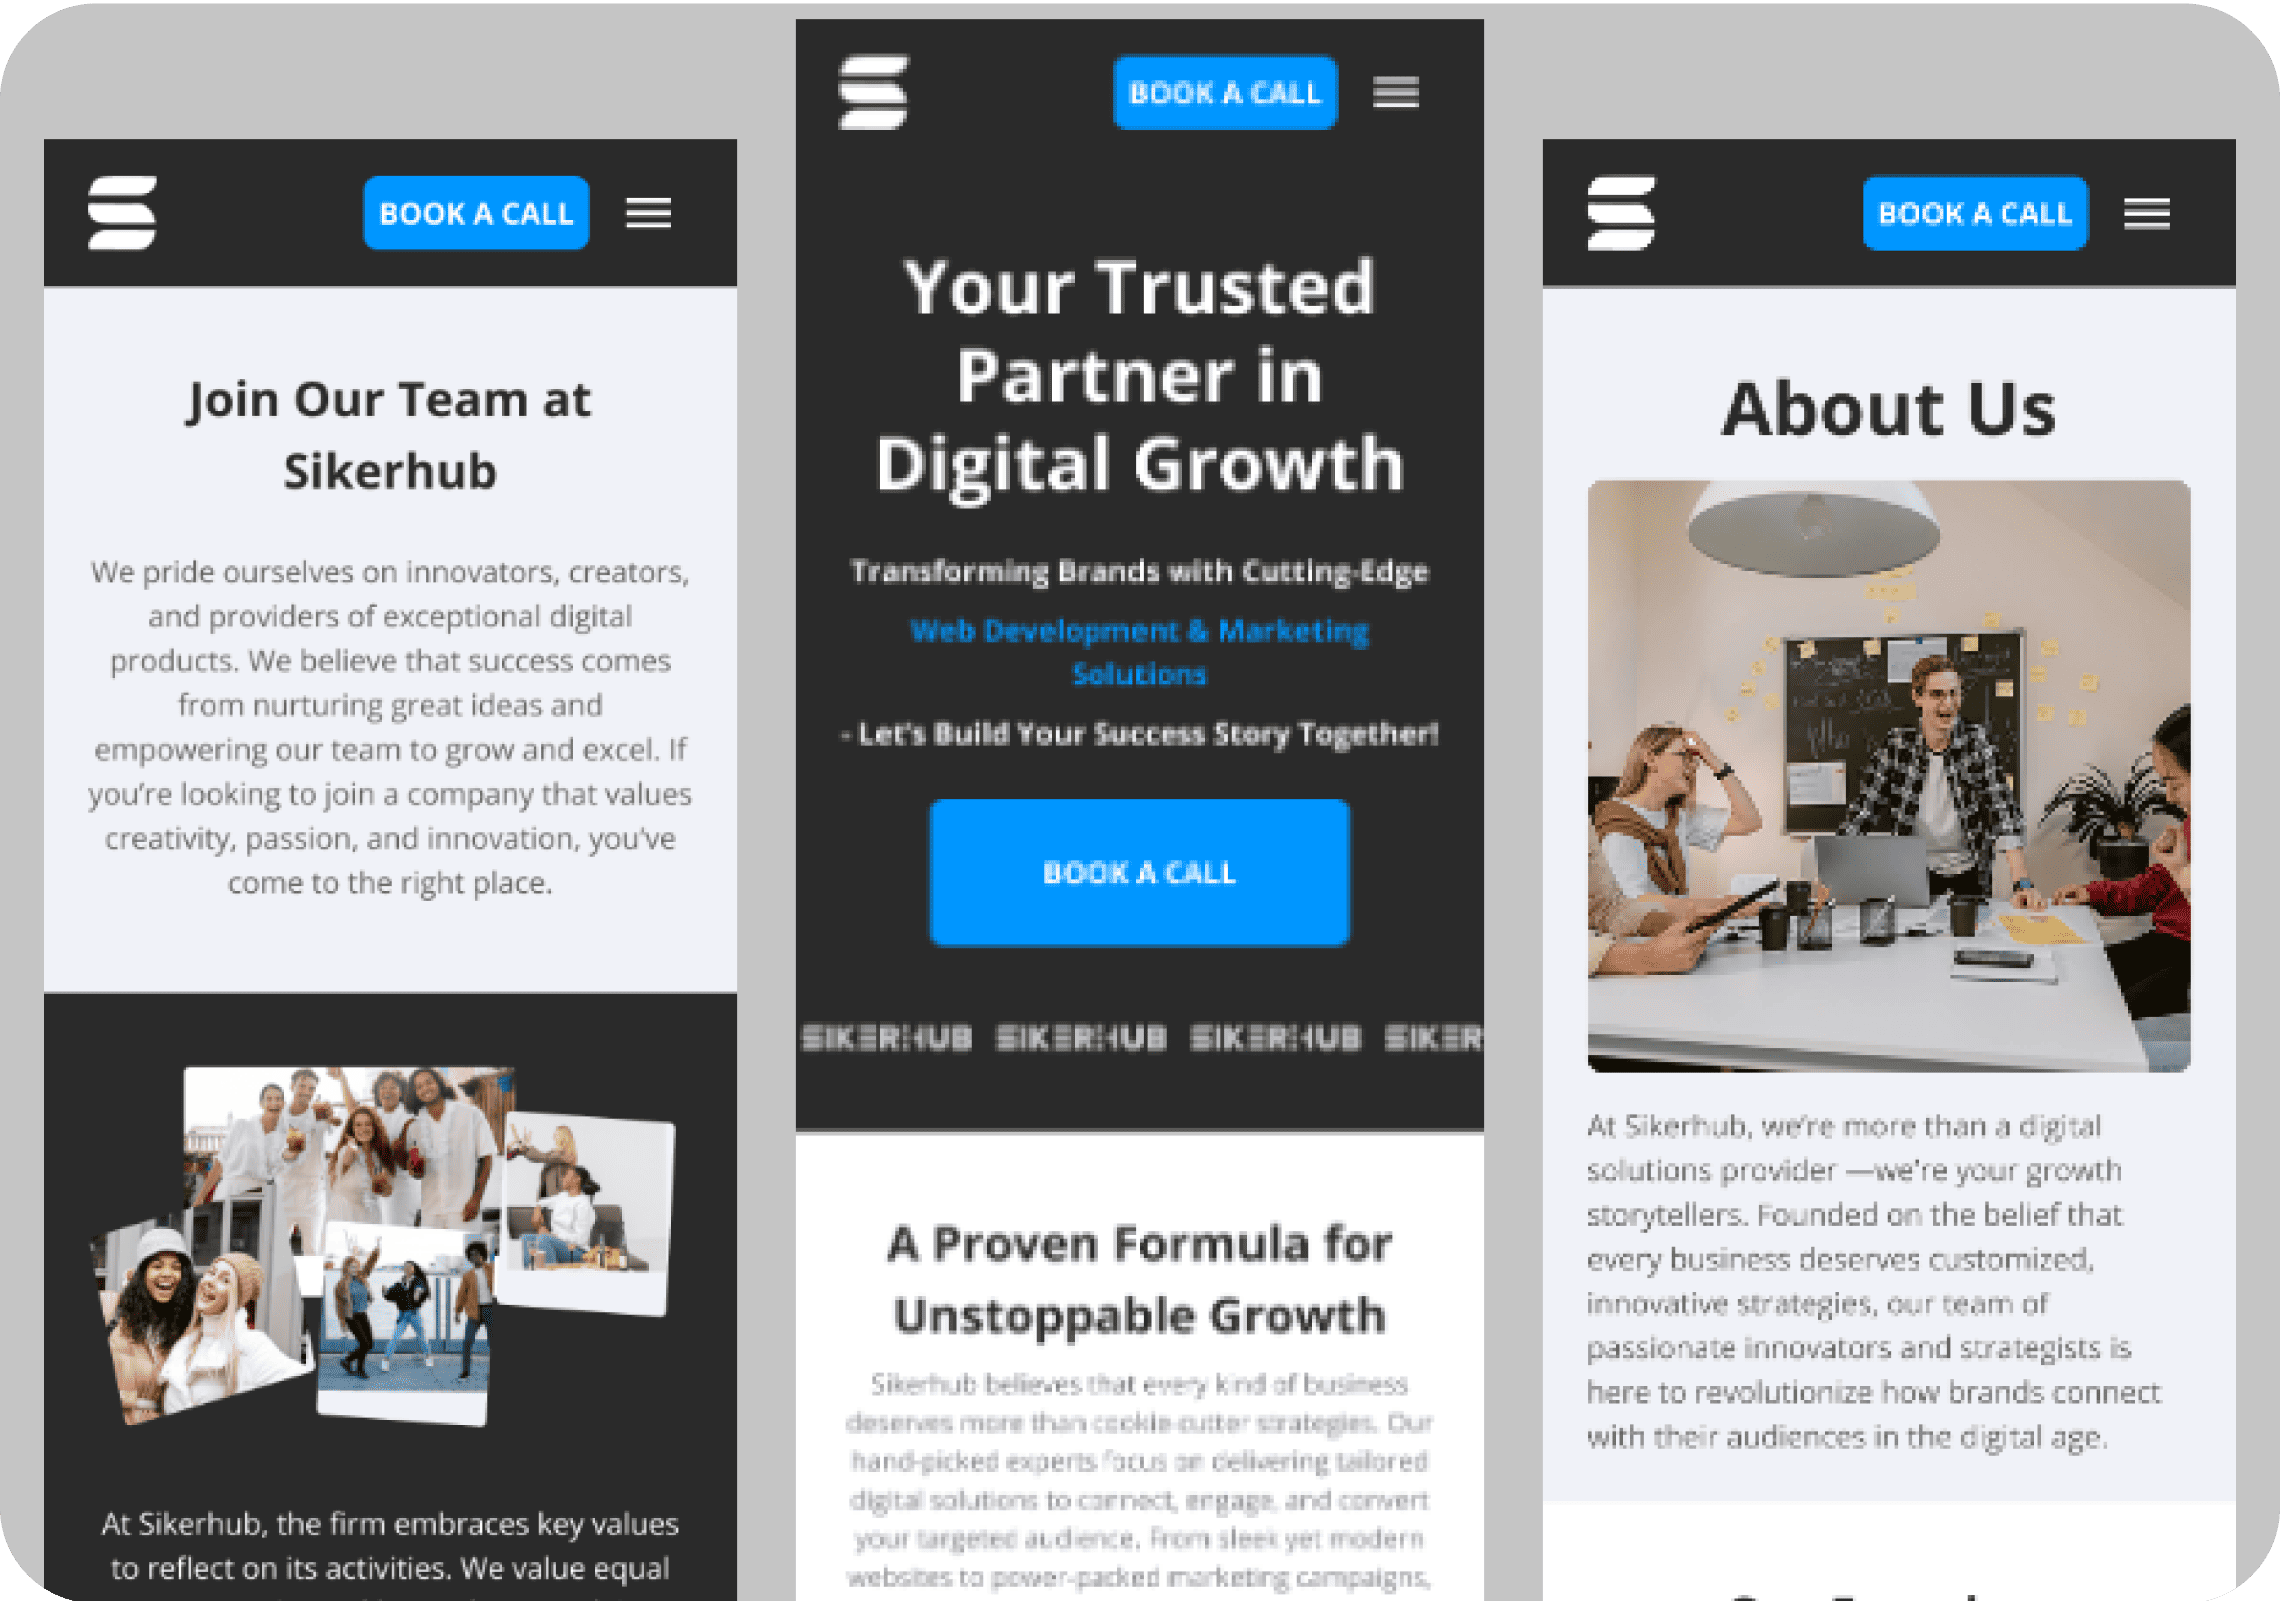 BOOK A CALL
Join Our Team at
Sikerhub
We pride ourselves on innovators, creators,
and providers of exceptional digital
products. We believe that success comes
from nurturing great ideas and
empowering our team to grow and excel. If
you're looking to join a company that values
creativity, passion, and innovation, you've
come to the right place.
At Sikerhub, the firm embraces key values
to reflect on its activities. We value equal
BOOK A CALL
Your Trusted
Partner in
Digital Growth
Transforming Brands with Cutting-Edge
Web Development & Marketing
Solutions
- Let's Build Your Success Story Together!
BOOK A CALL
SIKERHUB SIKERHUB SIKERHUB SIKER
A Proven Formula for
Unstoppable Growth
Sikerhub believes that every kind of business
deserves more than cookie-cutter strategies. Our
hand-picked experts focus on delivering tailored
digital solutions to connect, engage, and convert
your targeted audience. From sleek yet modern
websites to power-packed marketing campaigns,
BOOK A CALL
About Us
At Sikerhub, we're more than a digital
solutions provider —we're your growth
storytellers. Founded on the belief that
every business deserves customized,
innovative strategies, our team of
passionate innovators and strategists is
here to revolutionize how brands connect
with their audiences in the digital age.